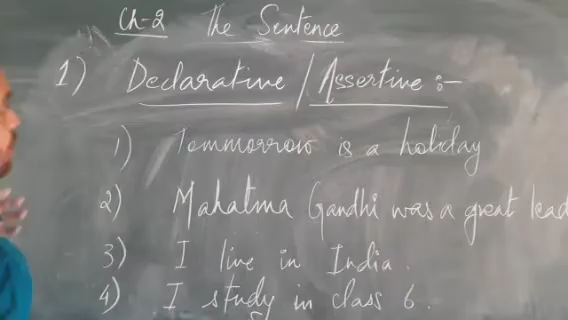 Ch-2 The Sentence
1) Declarative / Assertive :-
1) Tommorrow is a holiday
2) Mahatma Gandhi was a great lead
3) I live in India.
4) I study in class 6.